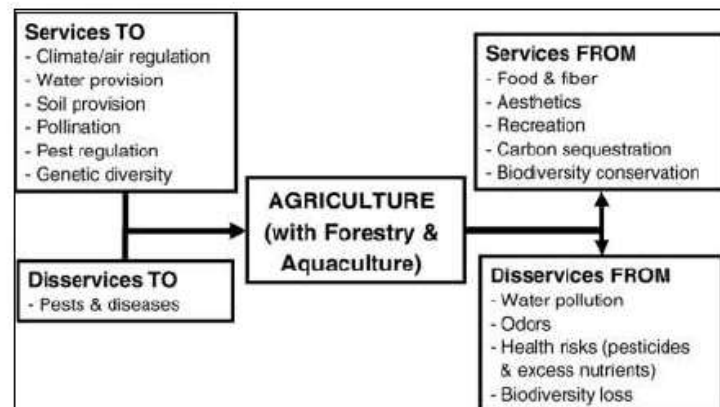 Services TO
- Climate/air regulation
- Water provision
- Soil provision
- Pollination
- Pest regulation
- Genetic diversity
Disservices TO
- Pests & diseases
AGRICULTURE
(with Forestry &
Aquaculture)
Services FROM
- Food & fiber
- Aesthetics
- Recreation
- Carbon sequestration
- Biodiversity conservation
Disservices FROM
- Water pollution
- Odors
- Health risks (pesticides
& excess nutrients)
- Biodiversity loss